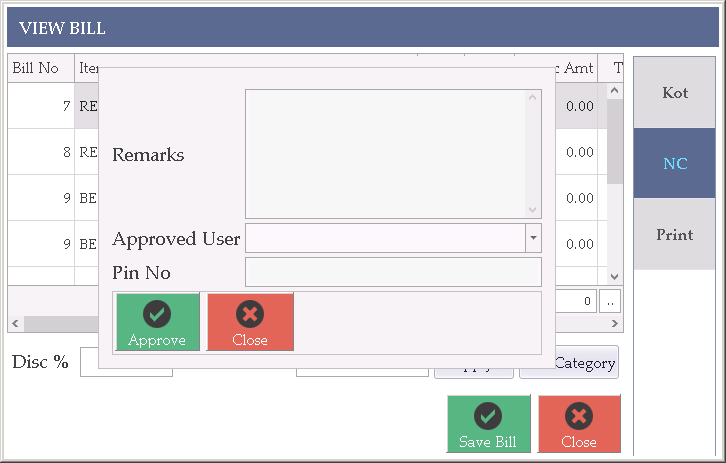 VIEW BILL
Bill No Amt T
7 RE 0.00
8 RE 0.00
9 BE 0.00
9 BE 0.00
0 ..
Remarks
Approved User
Pin No
Approve Close
Disc % Category
Save Bill Close
Kot
NC
Print